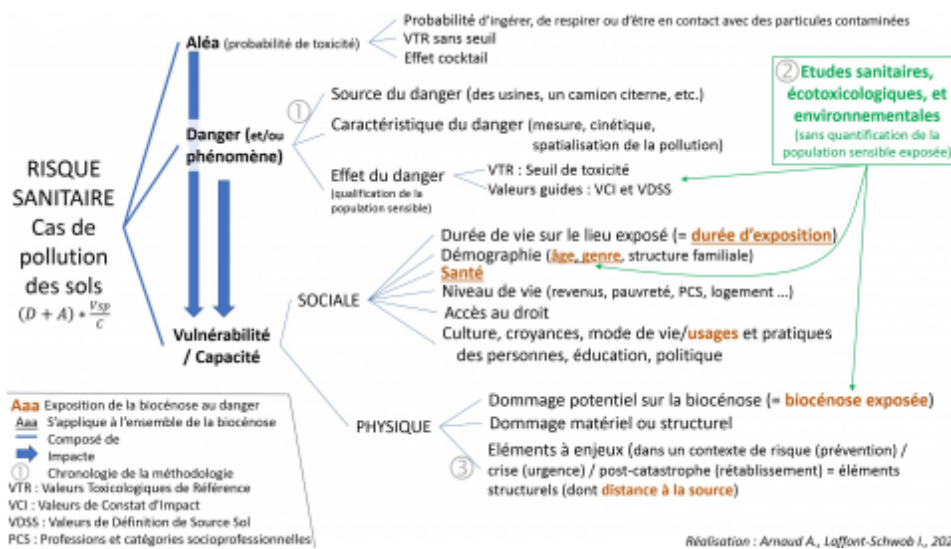 Aléa (probabilité de toxicité)
Probabilité d'ingérer, de respirer ou d'être en contact avec des particules contaminées
VTR sans seuil
Effet cocktail
② Etudes sanitaires,
écotoxicologiques, et
environnementales
(sans quantification de la
population sensible exposée)
①
Danger (et/ou
phénomène)
Source du danger (des usines, un camion citerne, etc.)
Caractéristique du danger (mesure, cinétique,
spatialisation de la pollution)
Effet du danger
(qualification de la
population sensible)
VTR : Seuil de toxicité
Valeurs guides : VCI et VDSS
RISQUE
SANITAIRE
Cas de
pollution
des sols
(D + A) * Vsp/C
Vulnérabilité
/ Capacité
SOCIALE
Durée de vie sur le lieu exposé (= durée d'exposition)
Démographie (âge, genre, structure familiale)
Santé
Niveau de vie (revenus, pauvreté, PCS, logement ...)
Accès au droit
Culture, croyances, mode de vie/usages et pratiques
des personnes, éducation, politique
PHYSIQUE
Dommage potentiel sur la biocénose (= biocénose exposée)
Dommage matériel ou structurel
③
Eléments à enjeux (dans un contexte de risque (prévention) /
crise (urgence) / post-catastrophe (rétablissement) = éléments
structurels (dont distance à la source)
Aaa Exposition de la biocénose au danger
Aaa S'applique à l'ensemble de la biocénose
Composé de
Impacte
① Chronologie de la méthodologie
VTR : Valeurs Toxicologiques de Référence
VCI : Valeurs de Constat d'Impact
VDSS : Valeurs de Définition de Source Sol
PCS : Professions et catégories socioprofessionnelles
Réalisation : Arnaud A., Laffont-Schwob I., 202